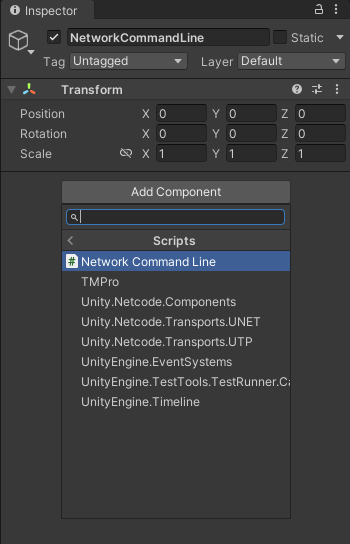 Inspector
NetworkCommandLine Static
Tag Untagged Layer Default
Transform
Position X 0 Y 0 Z 0
Rotation X 0 Y 0 Z 0
Scale X 1 Y 1 Z 1
Add Component
Scripts
# Network Command Line
TMPro
Unity.Netcode.Components
Unity.Netcode.Transports.UNET
Unity.Netcode.Transports.UTP
UnityEngine.EventSystems
UnityEngine.TestTools.TestRunner.Ca
UnityEngine.Timeline